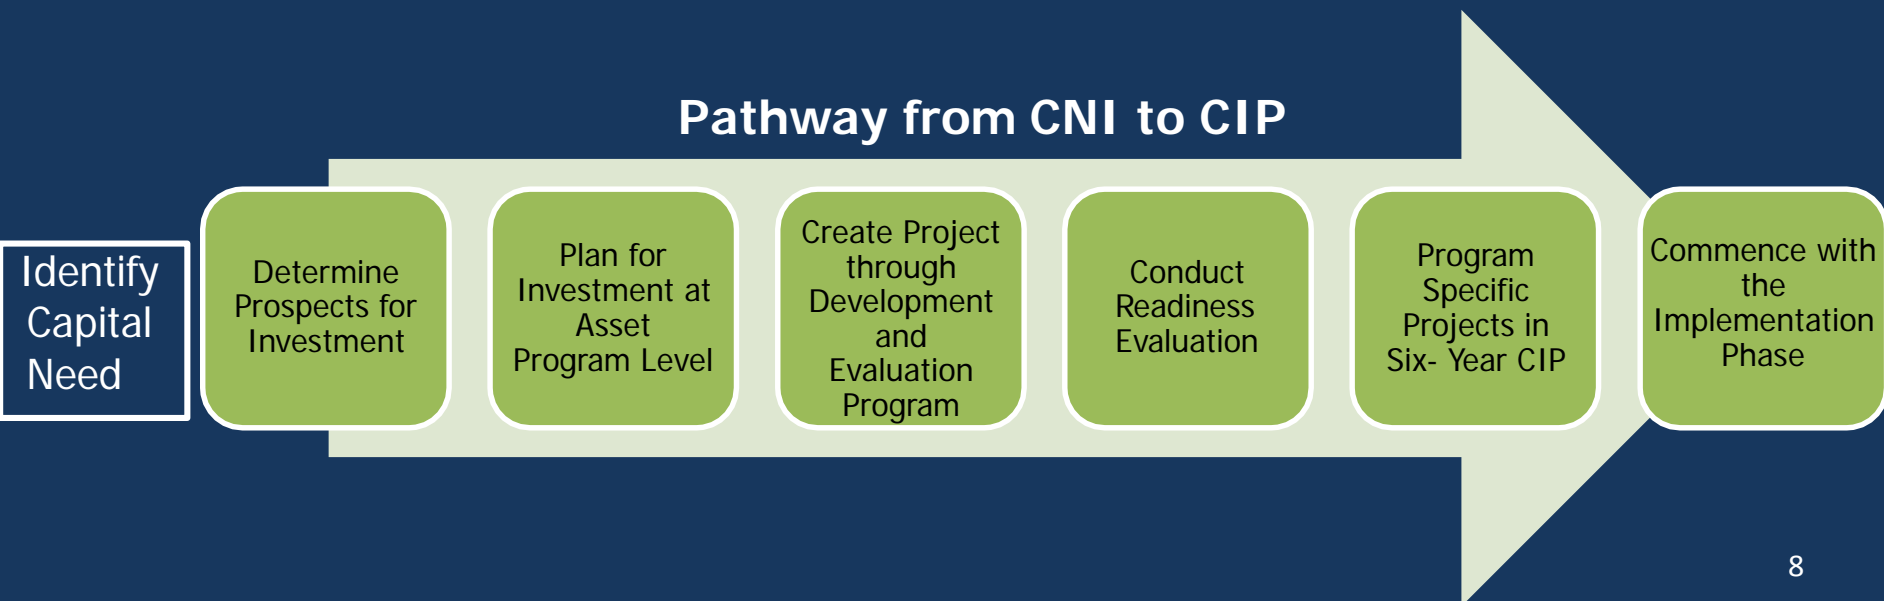 Pathway from CNI to CIP
Identify
Capital
Need
Determine
Prospects for
Investment
Plan for
Investment at
Asset
Program Level
Create Project
through
Development
and
Evaluation
Program
Conduct
Readiness
Evaluation
Program
Specific
Projects in
Six- Year CIP
Commence with
the
Implementation
Phase
8